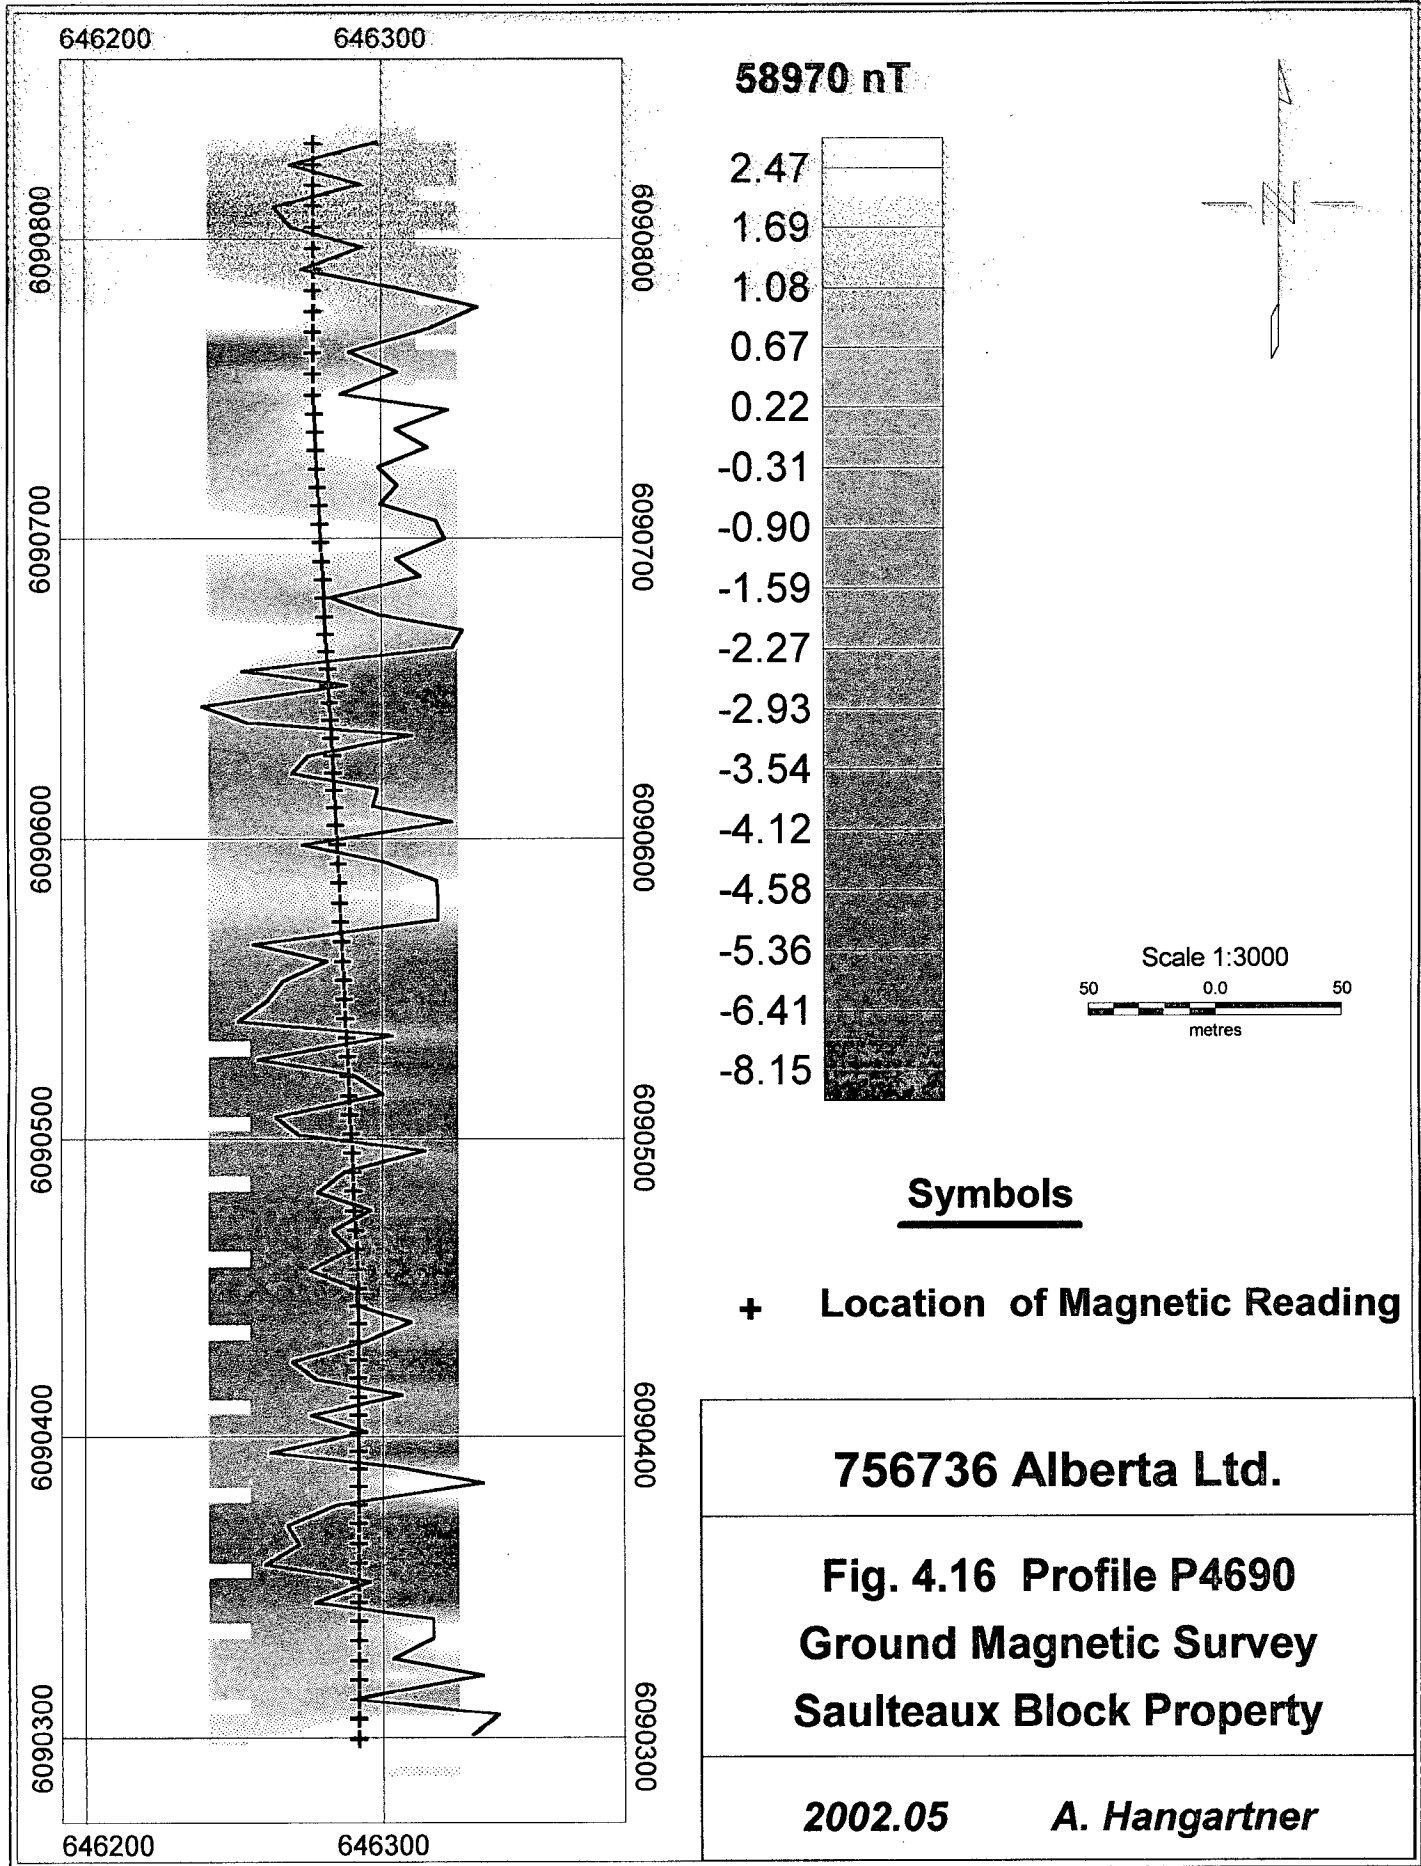 646200 646300
58970 nT
6090800 6090800
6090700 6090700
6090600 6090600
6090500 6090500
6090400 6090400
6090300 6090300
646200 646300
2.47
1.69
1.08
0.67
0.22
-0.31
-0.90
-1.59
-2.27
-2.93
-3.54
-4.12
-4.58
-5.36
-6.41
-8.15
N
Scale 1:3000
50 0.0 50
metres
Symbols
+ Location of Magnetic Reading
756736 Alberta Ltd.
Fig. 4.16 Profile P4690
Ground Magnetic Survey
Saulteaux Block Property
2002.05 A. Hangartner